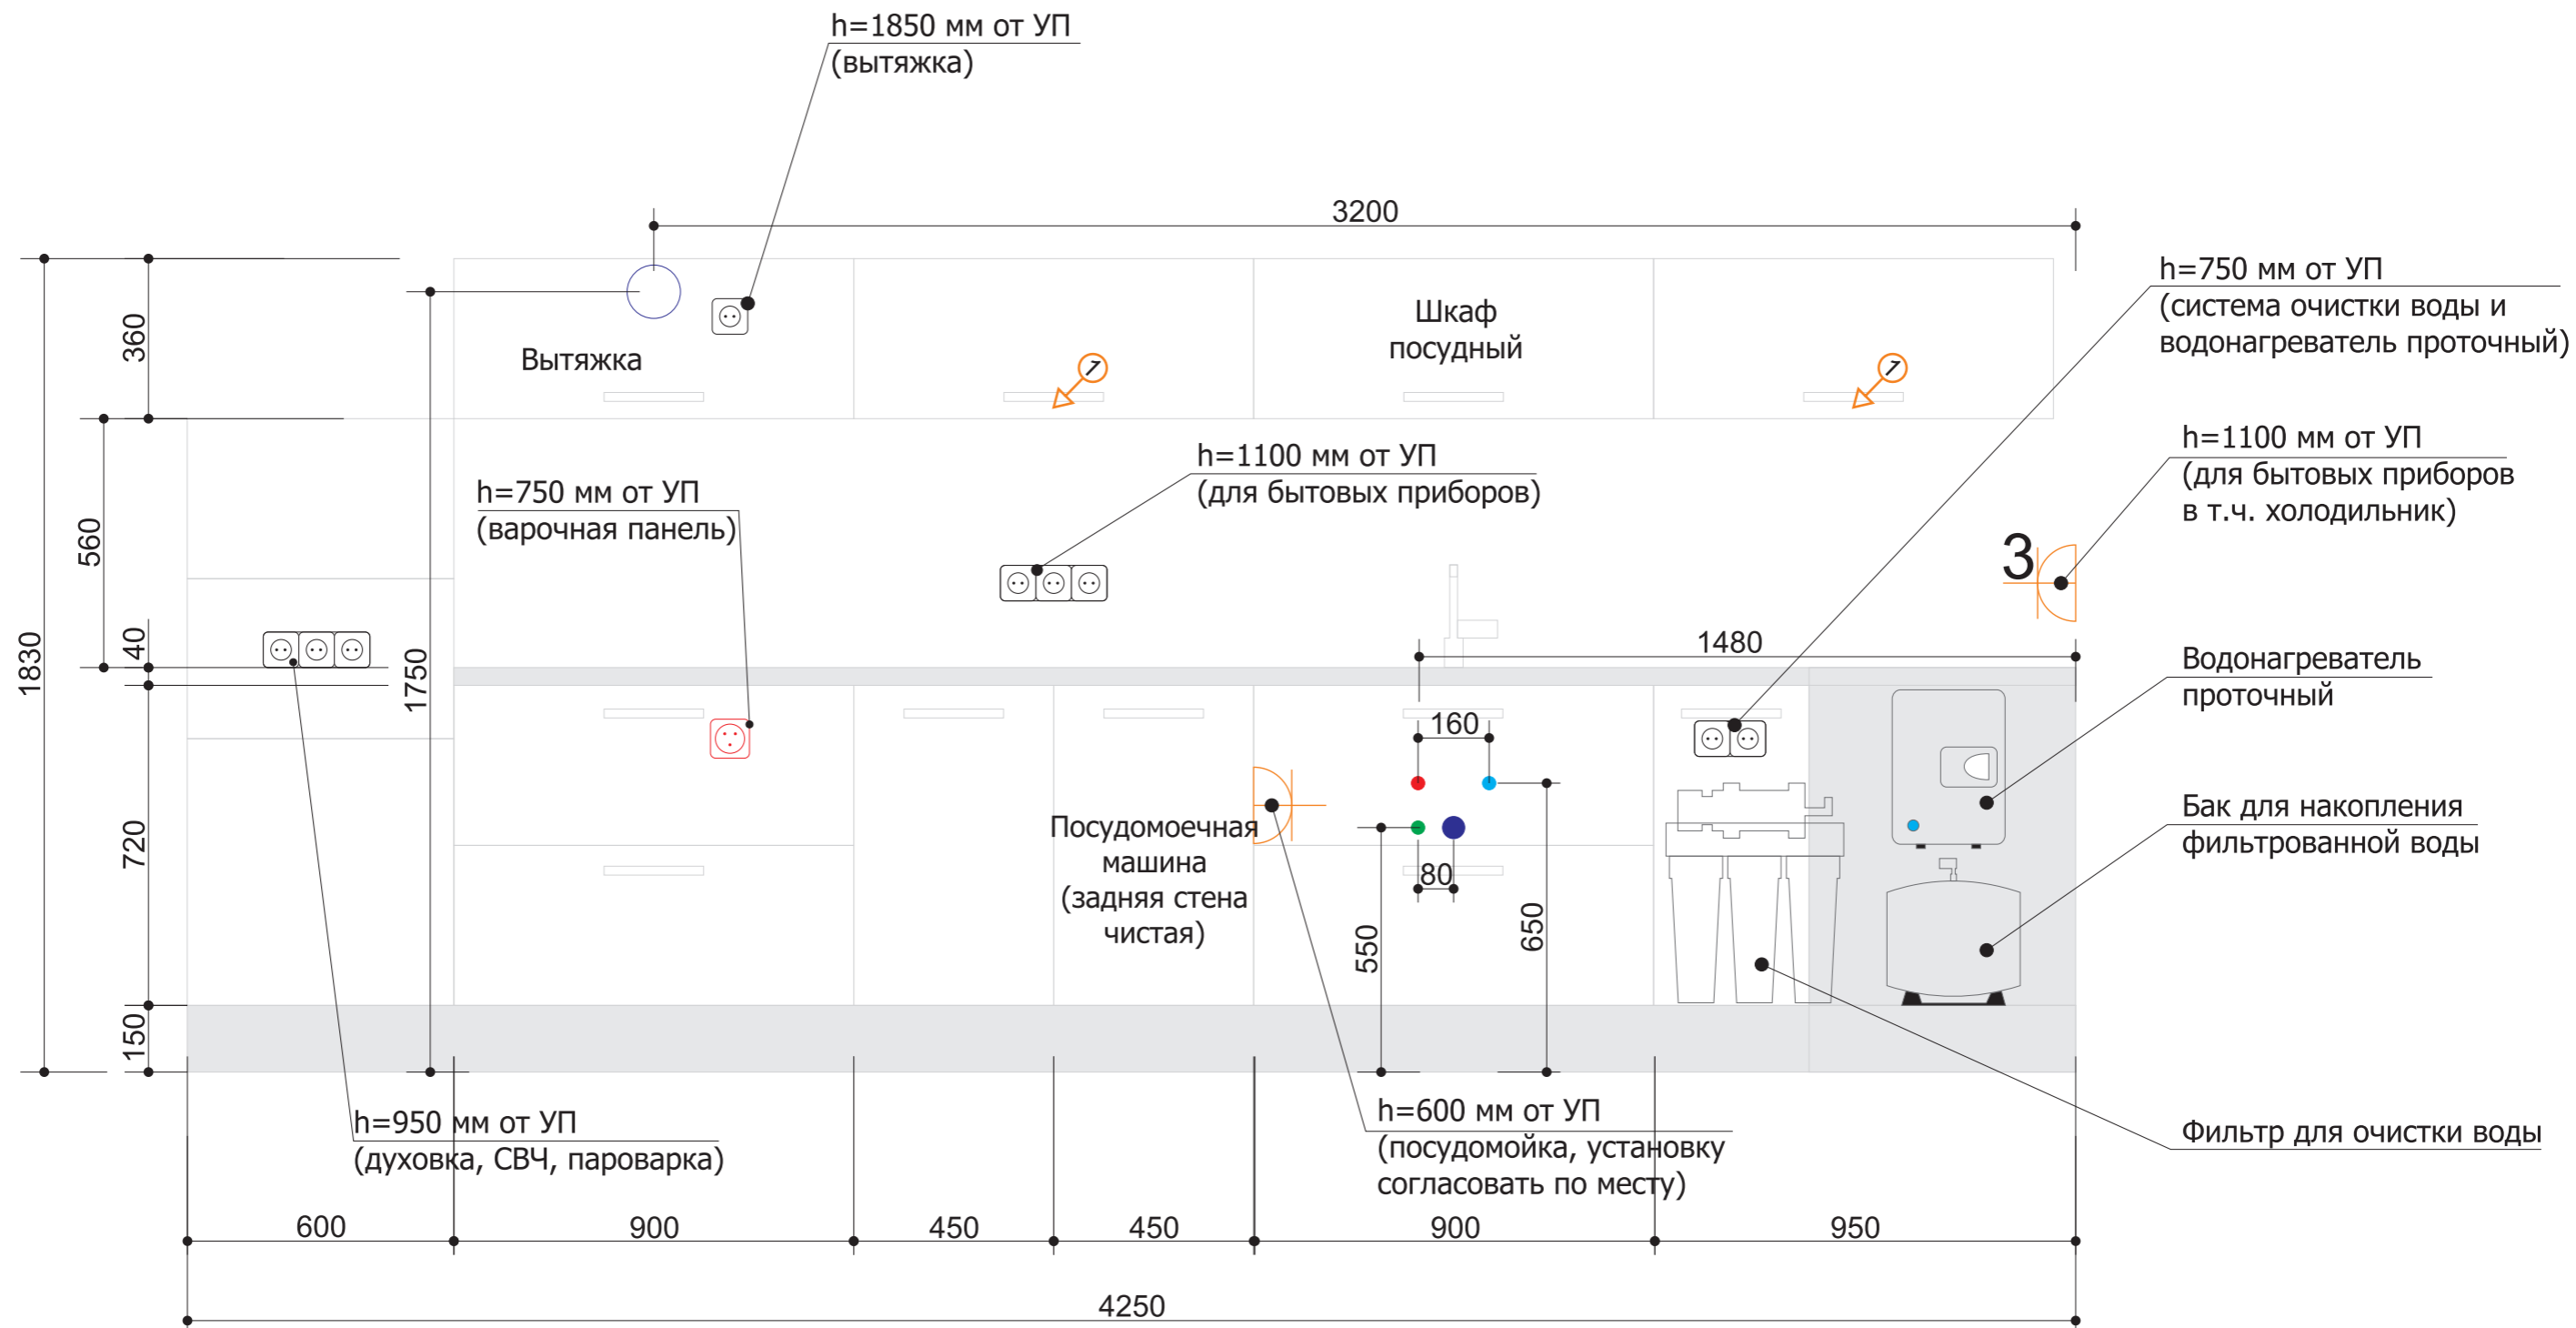 h=1850 мм от УП
(вытяжка)
3200
h=750 мм от УП
(система очистки воды и
водонагреватель проточный)
360
Вытяжка
1
Шкаф
посудный
1
h=1100 мм от УП
(для бытовых приборов
в т.ч. холодильник)
3
h=1100 мм от УП
(для бытовых приборов)
h=750 мм от УП
(варочная панель)
560
40
1830
1750
1480
Водонагреватель
проточный
160
720
Посудомоечная
машина
(задняя стена
чистая)
80
550
650
Бак для накопления
фильтрованной воды
150
h=950 мм от УП
(духовка, СВЧ, пароварка)
h=600 мм от УП
(посудомойка, установку
согласовать по месту)
Фильтр для очистки воды
600
900
450
450
900
950
4250